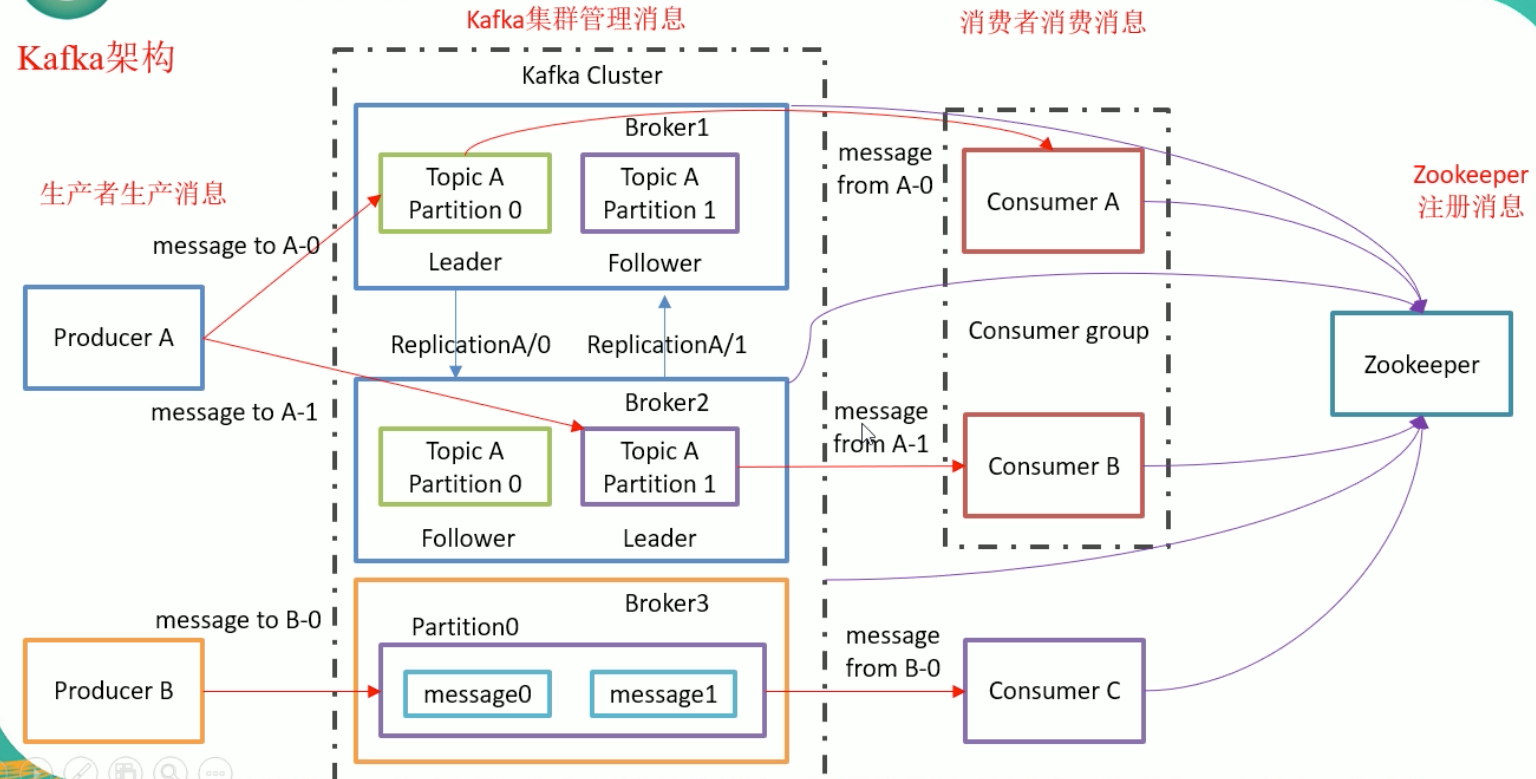 Kafka架构
Kafka集群管理消息
消费者消费消息
Kafka Cluster
Broker1
Topic A
Partition 0
Topic A
Partition 1
Leader
Follower
生产者生产消息
message to A-0
Producer A
message to A-1
ReplicationA/0
ReplicationA/1
Broker2
Topic A
Partition 0
Topic A
Partition 1
Follower
Leader
message
from A-0
Consumer A
Consumer group
message
from A-1
Consumer B
Zookeeper
注册消息
Zookeeper
message to B-0
Producer B
Broker3
Partition0
message0
message1
message
from B-0
Consumer C